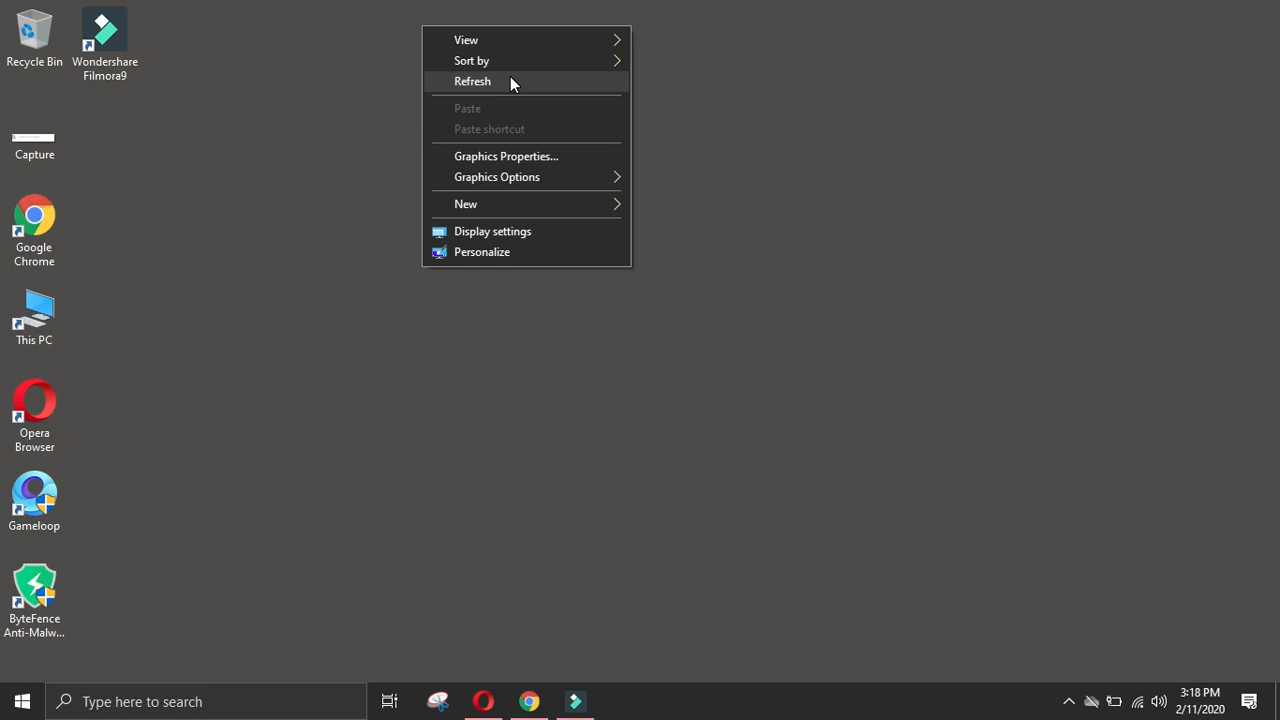 Recycle Bin
Wondershare
Filmora9
Capture
Google
Chrome
This PC
Opera
Browser
Gameloop
ByteFence
Anti-Malw...
View
Sort by
Refresh
Paste
Paste shortcut
Graphics Properties...
Graphics Options
New
Display settings
Personalize
Type here to search
3:18 PM
2/11/2020